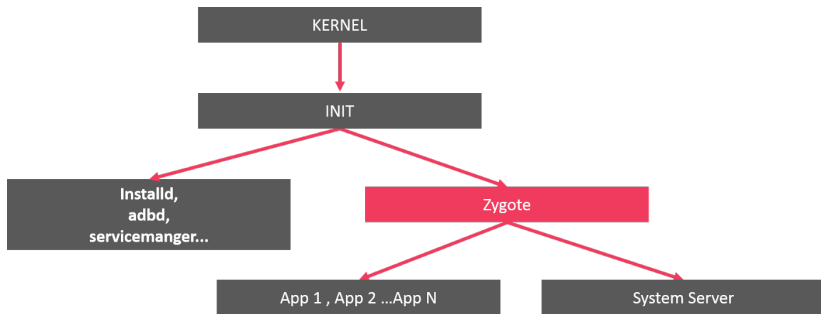 KERNEL
INIT
Installd,
adbd,
servicemanger...
Zygote
App 1 , App 2 ...App N
System Server